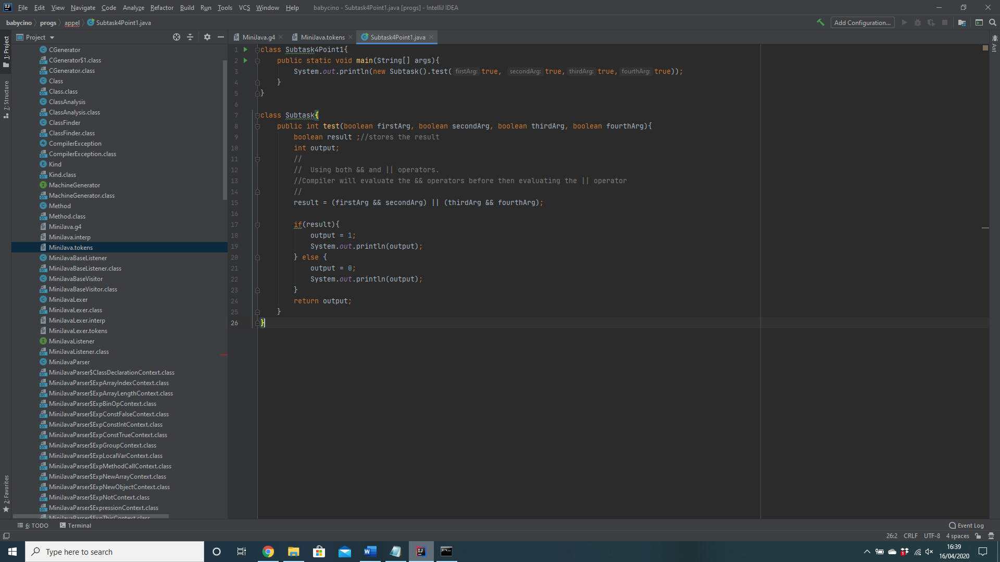 File Edit View Navigate Code Analyze Refactor Build Run Tools VCS Window Help babycino - Subtask4Point1.java [progs] - IntelliJ IDEA
babycino progs appel Subtask4Point1.java Add Configuration...
Project
MiniJava.g4 MiniJava.tokens Subtask4Point1.java
1: Project
7: Structure
2: Favorites
Ant
CGenerator
CGenerator$1.class
CGenerator.class
Class
Class.class
ClassAnalysis
ClassAnalysis.class
ClassFinder
ClassFinder.class
CompilerException
CompilerException.class
Kind
Kind.class
MachineGenerator
MachineGenerator.class
Method
Method.class
MiniJava.g4
MiniJava.interp
MiniJava.tokens
MiniJavaBaseListener
MiniJavaBaseListener.class
MiniJavaBaseVisitor
MiniJavaBaseVisitor.class
MiniJavaLexer
MiniJavaLexer.class
MiniJavaLexer.interp
MiniJavaLexer.tokens
MiniJavaListener
MiniJavaListener.class
MiniJavaParser
MiniJavaParser$ClassDeclarationContext.class
MiniJavaParser$ExpArrayIndexContext.class
MiniJavaParser$ExpArrayLengthContext.class
MiniJavaParser$ExpBinOpContext.class
MiniJavaParser$ExpConstFalseContext.class
MiniJavaParser$ExpConstIntContext.class
MiniJavaParser$ExpConstTrueContext.class
MiniJavaParser$ExpGroupContext.class
MiniJavaParser$ExpLocalVarContext.class
MiniJavaParser$ExpMethodCallContext.class
MiniJavaParser$ExpNewArrayContext.class
MiniJavaParser$ExpNewObjectContext.class
MiniJavaParser$ExpNotContext.class
MiniJavaParser$ExpressionContext.class
MiniJavaParser$ExpThisContext.class
1 class Subtask4Point1{
2 public static void main(String[] args){
3 System.out.println(new Subtask().test( firstArg: true, secondArg: true, thirdArg: true, fourthArg: true));
4 }
5 }
6
7 class Subtask{
8 public int test(boolean firstArg, boolean secondArg, boolean thirdArg, boolean fourthArg){
9 boolean result ;//stores the result
10 int output;
11 //
12 // Using both && and || operators.
13 //Compiler will evaluate the && operators before then evaluating the || operator
14 //
15 result = (firstArg && secondArg) || (thirdArg && fourthArg);
16
17 if(result){
18 output = 1;
19 System.out.println(output);
20 } else {
21 output = 0;
22 System.out.println(output);
23 }
24 return output;
25 }
26 }
6: TODO Terminal Event Log
26:2 CRLF UTF-8 4 spaces
Type here to search
16:39
16/04/2020